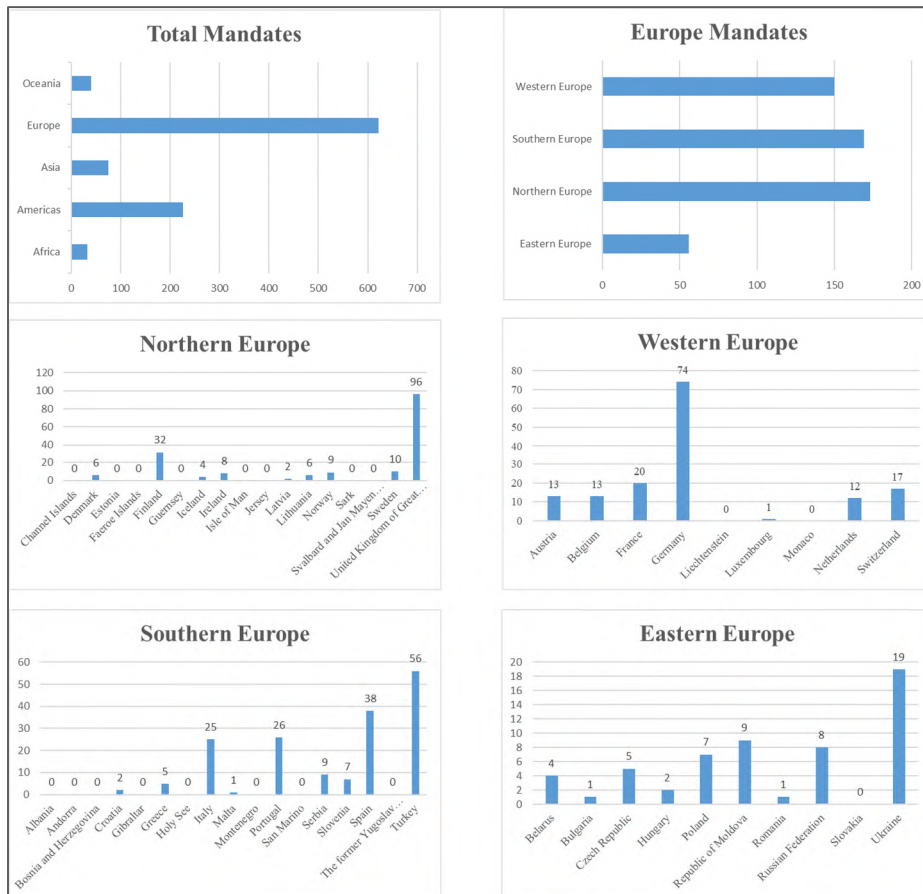 Total Mandates
Oceania
Europe
Asia
Americas
Africa
0 100 200 300 400 500 600 700
Europe Mandates
Western Europe
Southern Europe
Northern Europe
Eastern Europe
0 50 100 150 200
Northern Europe
120
100
80
60
40
20
0
0 6 0 0 32 0 4 8 0 0 2 6 9 0 0 10 96
Channel Islands
Denmark
Estonia
Faeroe Islands
Finland
Guernsey
Iceland
Ireland
Isle of Man
Jersey
Latvia
Lithuania
Norway
Sark
Svalbard and Jan Mayen…
Sweden
United Kingdom of Great…
Western Europe
80
70
60
50
40
30
20
10
0
13 13 20 74 0 1 0 12 17
Austria
Belgium
France
Germany
Liechtenstein
Luxembourg
Monaco
Netherlands
Switzerland
Southern Europe
60
50
40
30
20
10
0
0 0 0 2 0 5 0 25 1 0 26 0 9 7 38 0 56
Albania
Andorra
Bosnia and Herzegovina
Croatia
Gibraltar
Greece
Holy See
Italy
Malta
Montenegro
Portugal
San Marino
Serbia
Slovenia
Spain
The former Yugoslav…
Turkey
Eastern Europe
20
18
16
14
12
10
8
6
4
2
0
4 1 5 2 7 9 1 8 0 19
Belarus
Bulgaria
Czech Republic
Hungary
Poland
Republic of Moldova
Romania
Russian Federation
Slovakia
Ukraine